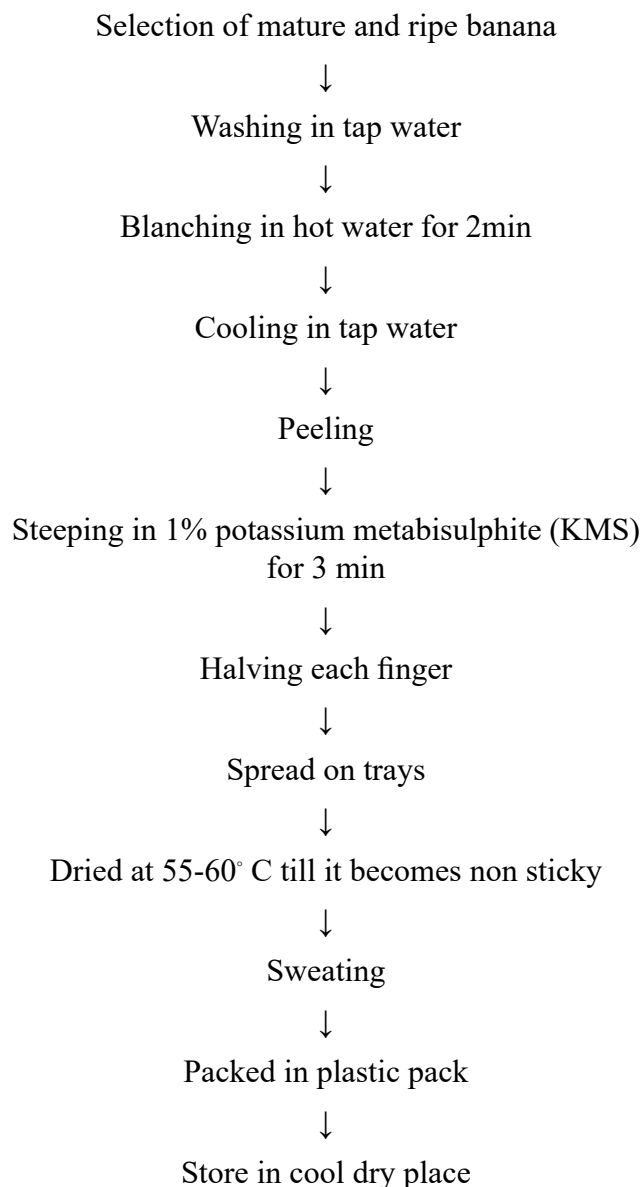 Selection of mature and ripe banana
↓
Washing in tap water
↓
Blanching in hot water for 2min
↓
Cooling in tap water
↓
Peeling
↓
Steeping in 1% potassium metabisulphite (KMS)
for 3 min
↓
Halving each finger
↓
Spread on trays
↓
Dried at 55-60° C till it becomes non sticky
↓
Sweating
↓
Packed in plastic pack
↓
Store in cool dry place